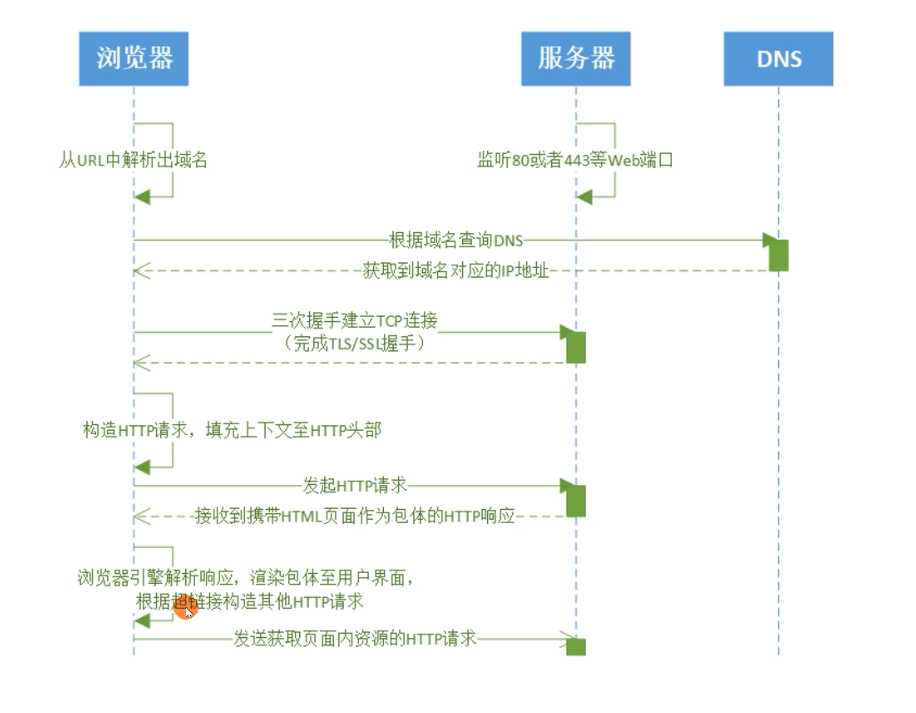 浏览器
服务器
DNS
从URL中解析出域名
监听80或者443等Web端口
根据域名查询DNS
获取到域名对应的IP地址
三次握手建立TCP连接
（完成TLS/SSL握手）
构造HTTP请求，填充上下文至HTTP头部
发起HTTP请求
接收到携带HTML页面作为包体的HTTP响应
浏览器引擎解析响应，渲染包体至用户界面，
根据超链接构造其他HTTP请求
发送获取页面内资源的HTTP请求